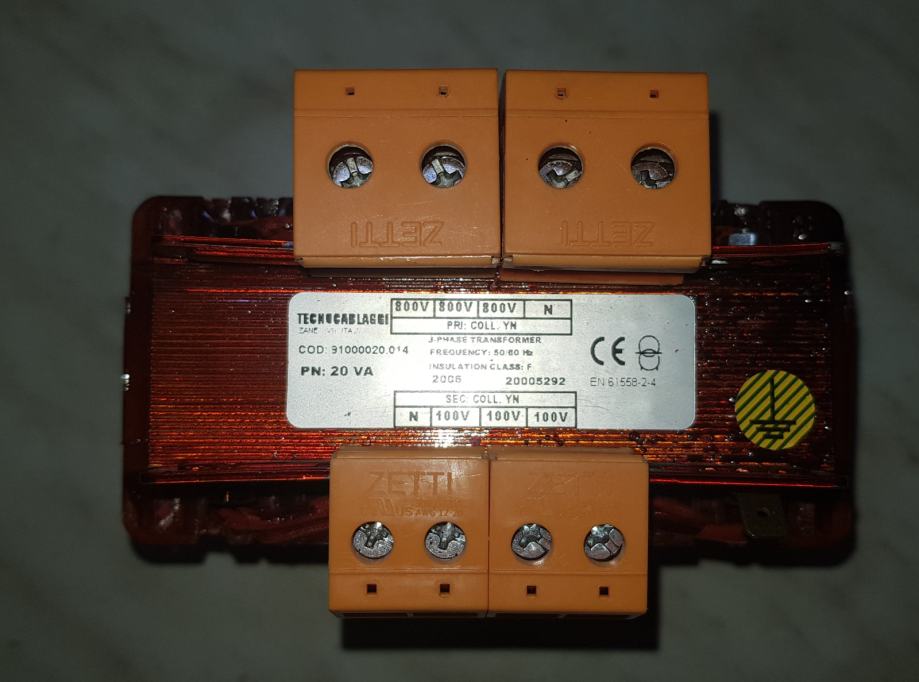 ZETTI ZETTI
TECNOCABLAGGI
800V 800V 800V N
PRI: COLL. YN
COD: 91000020.014
3-PHASE TRANSFORMER
FREQUENCY: 50/60 Hz
PN: 20 VA
INSULATION CLASS: F
2006 20005292
CE
EN 61558-2-4
SEC: COLL. YN
N 100V 100V 100V
ZETTI